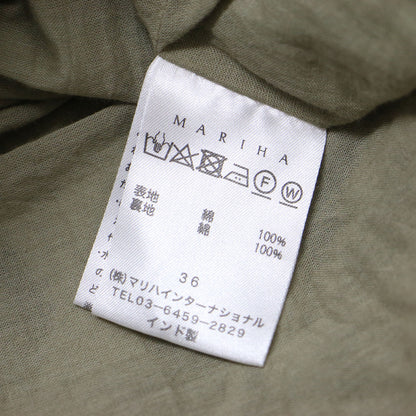 MARIHA
F W
表地 綿 100%
裏地 綿 100%
36
(株)マリハインターナショナル
TEL03-6459-2829
インド製